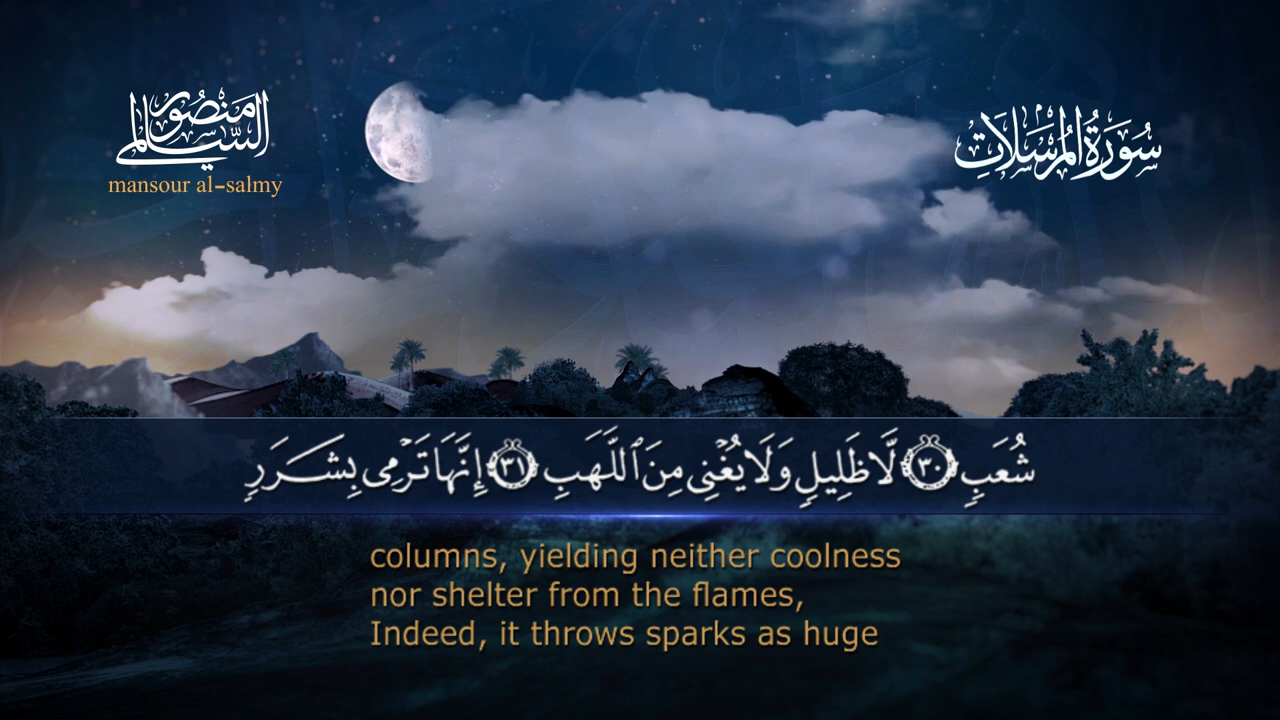 منصور السالمي
mansour al-salmy
سُورَةُ المُرسَلَات
شُعَبٍ ٣٠ لَّا ظَلِيلٍ وَلَا يُغْنِى مِنَ ٱللَّهَبِ ٣١ إِنَّهَا تَرْمِى بِشَرَرٍ
columns, yielding neither coolness
nor shelter from the flames,
Indeed, it throws sparks as huge